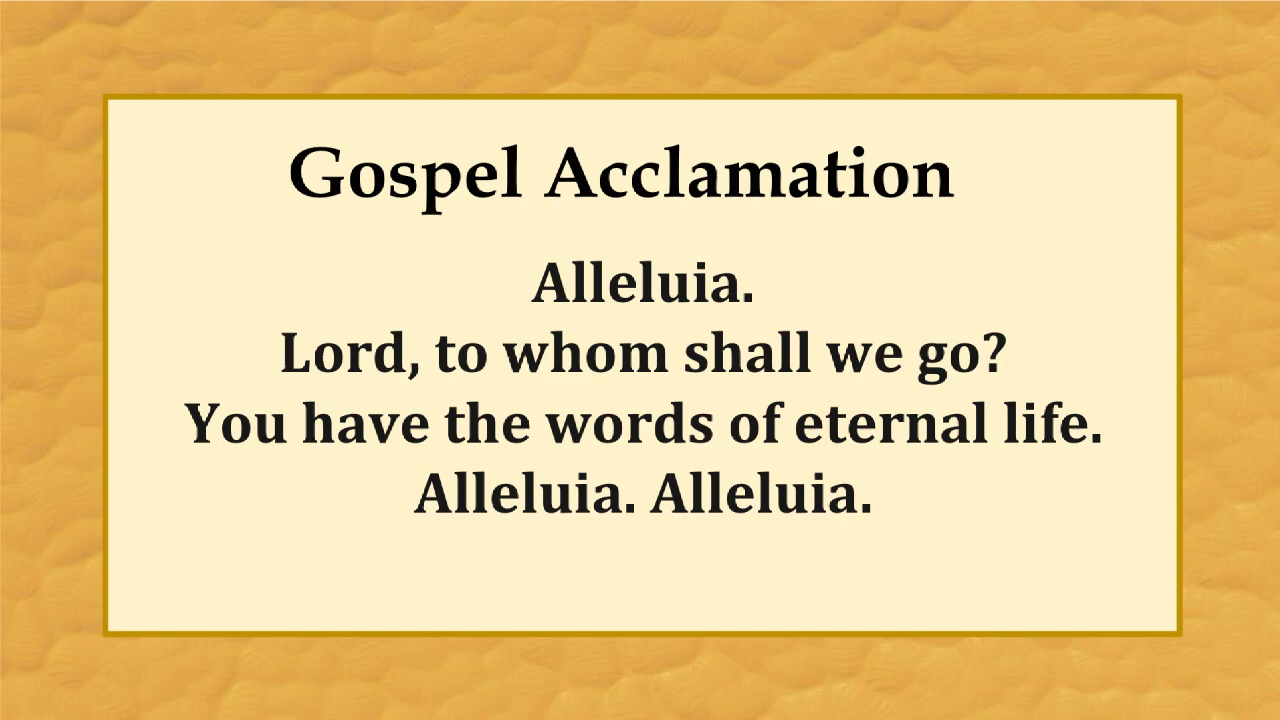 Gospel Acclamation
Alleluia.
Lord, to whom shall we go?
You have the words of eternal life.
Alleluia. Alleluia.